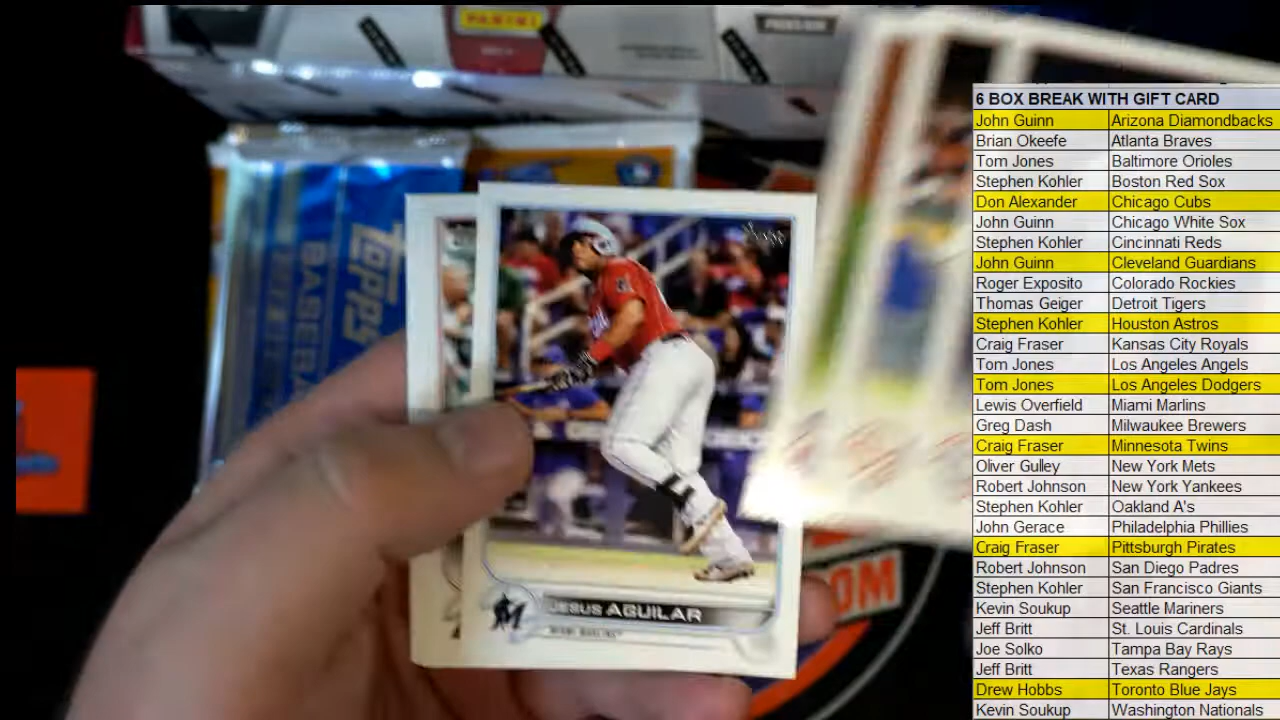 PANINI
Topps
BASEBALL
JESUS AGUILAR
MIAMI MARLINS
OM
6 BOX BREAK WITH GIFT CARD
John Guinn Arizona Diamondbacks
Brian Okeefe Atlanta Braves
Tom Jones Baltimore Orioles
Stephen Kohler Boston Red Sox
Don Alexander Chicago Cubs
John Guinn Chicago White Sox
Stephen Kohler Cincinnati Reds
John Guinn Cleveland Guardians
Roger Exposito Colorado Rockies
Thomas Geiger Detroit Tigers
Stephen Kohler Houston Astros
Craig Fraser Kansas City Royals
Tom Jones Los Angeles Angels
Tom Jones Los Angeles Dodgers
Lewis Overfield Miami Marlins
Greg Dash Milwaukee Brewers
Craig Fraser Minnesota Twins
Oliver Gulley New York Mets
Robert Johnson New York Yankees
Stephen Kohler Oakland A's
John Gerace Philadelphia Phillies
Craig Fraser Pittsburgh Pirates
Robert Johnson San Diego Padres
Stephen Kohler San Francisco Giants
Kevin Soukup Seattle Mariners
Jeff Britt St. Louis Cardinals
Joe Solko Tampa Bay Rays
Jeff Britt Texas Rangers
Drew Hobbs Toronto Blue Jays
Kevin Soukup Washington Nationals